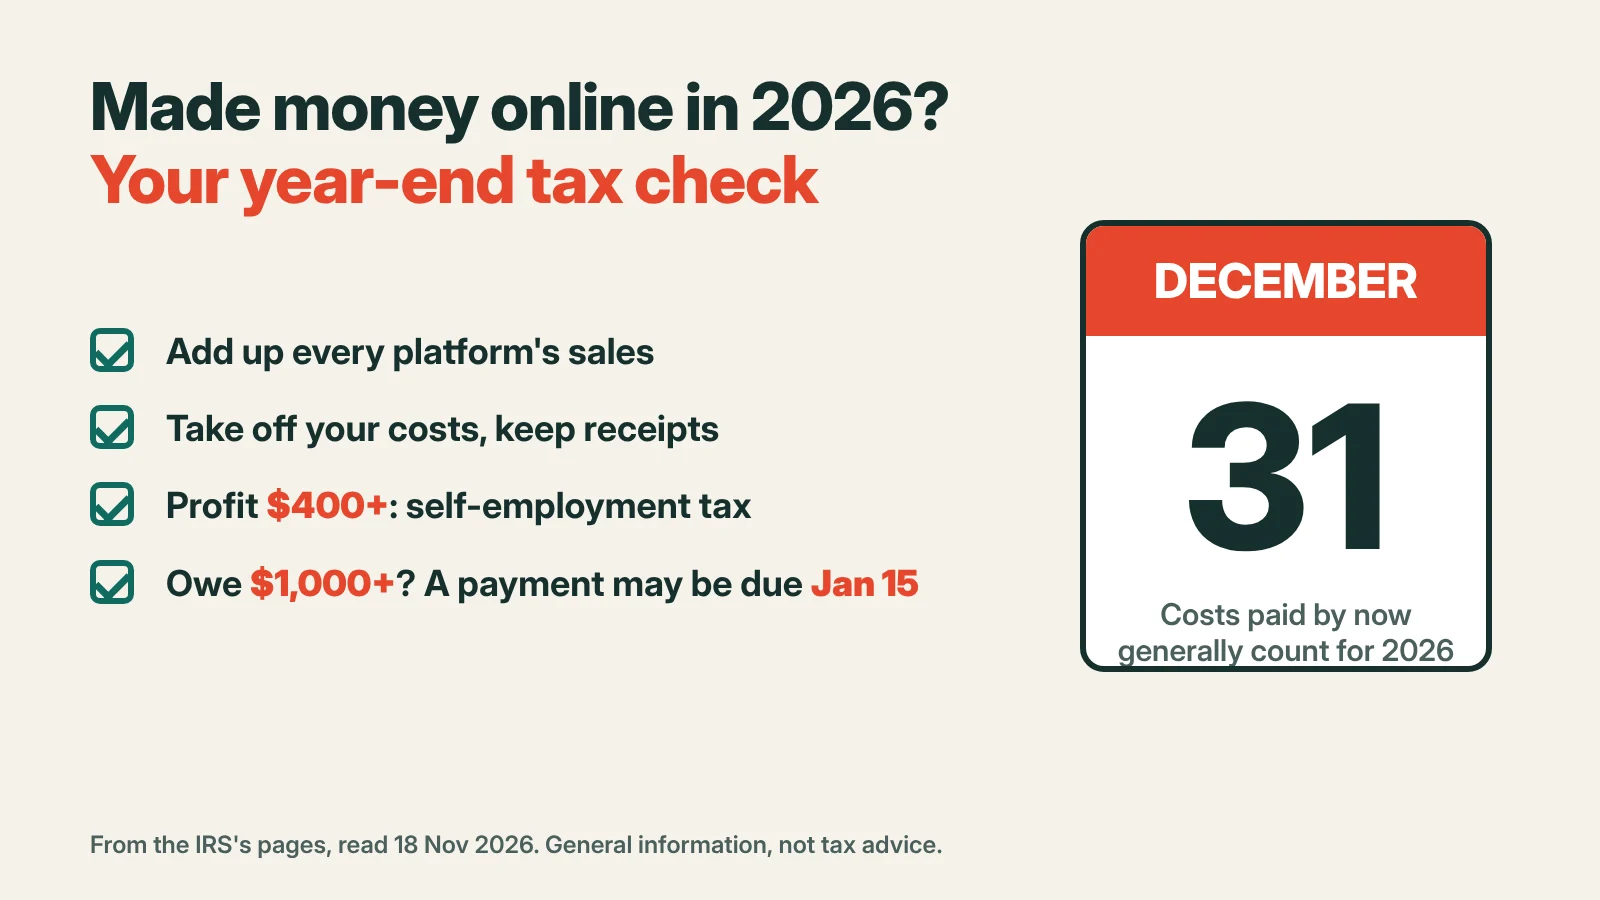 Made money online in 2026?
Your year-end tax check
Add up every platform's sales
Take off your costs, keep receipts
Profit $400+: self-employment tax
Owe $1,000+? A payment may be due Jan 15
DECEMBER
31
Costs paid by now
generally count for 2026
From the IRS's pages, read 18 Nov 2026. General information, not tax advice.